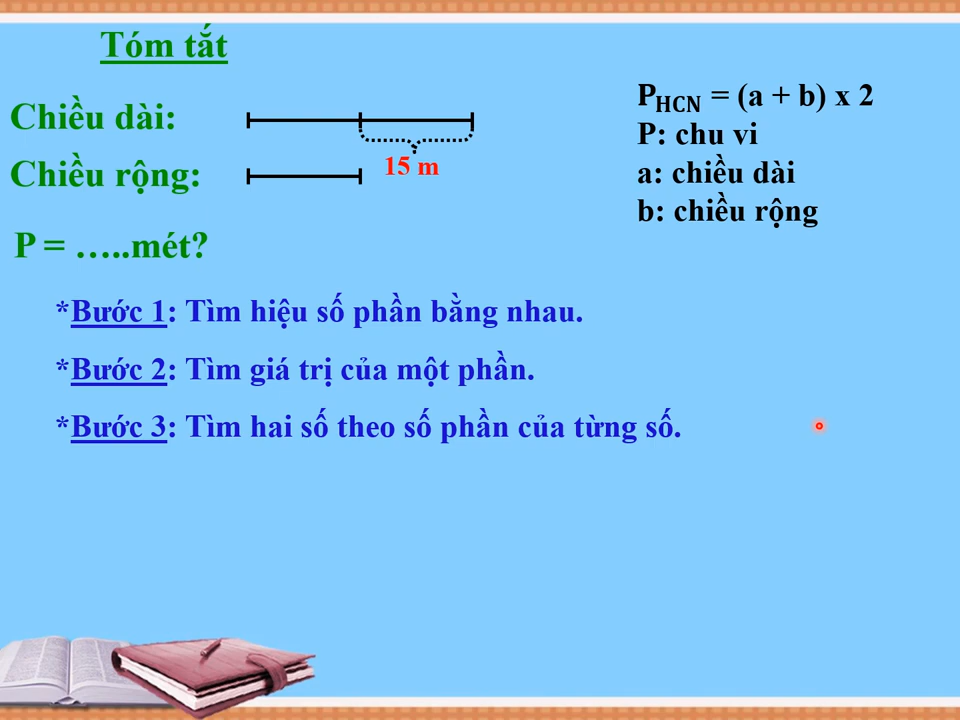 Tóm tắt
Chiều dài:
15 m
Chiều rộng:
P = …..mét?
P_HCN = (a + b) x 2
P: chu vi
a: chiều dài
b: chiều rộng
*Bước 1: Tìm hiệu số phần bằng nhau.
*Bước 2: Tìm giá trị của một phần.
*Bước 3: Tìm hai số theo số phần của từng số.